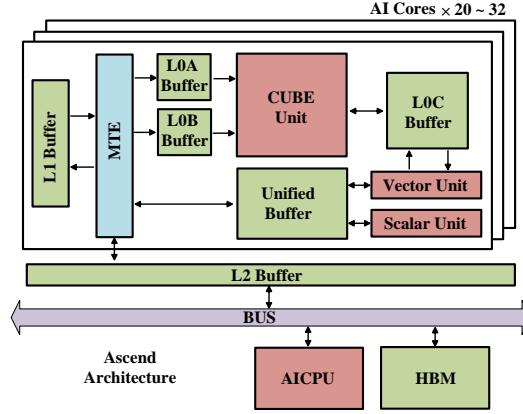 AI Cores × 20 ~ 32
L1 Buffer
MTE
L0A
Buffer
L0B
Buffer
CUBE
Unit
L0C
Buffer
Unified
Buffer
Vector Unit
Scalar Unit
L2 Buffer
BUS
Ascend
Architecture
AICPU
HBM